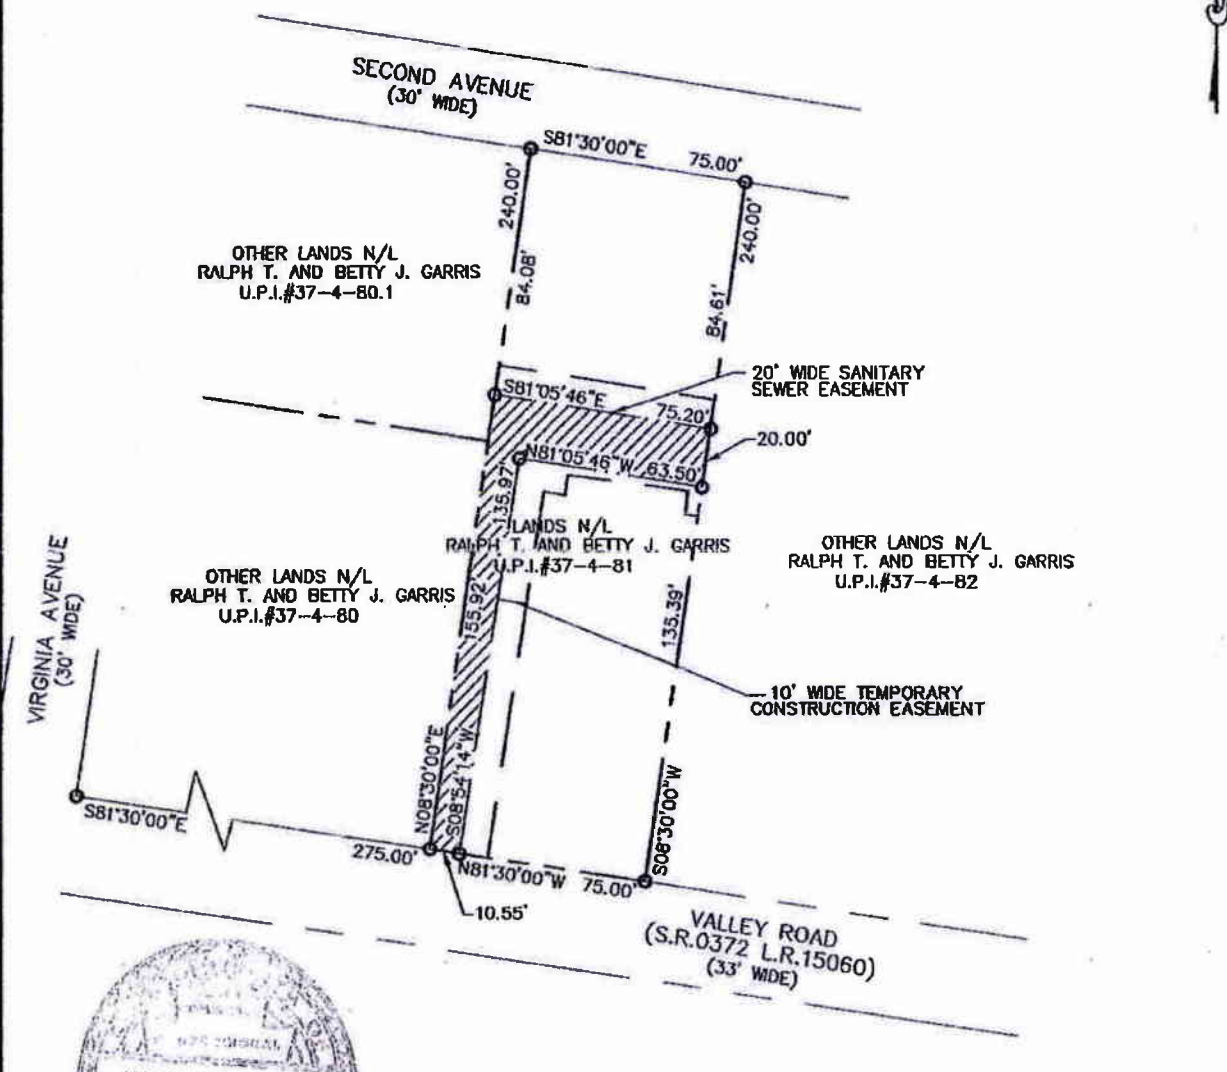 SECOND AVENUE
(30' WIDE)
S81°30'00"E 75.00'
240.00'
240.00'
84.08'
84.61'
OTHER LANDS N/L
RALPH T. AND BETTY J. GARRIS
U.P.I.#37-4-80.1
20' WIDE SANITARY
SEWER EASEMENT
S81°05'46"E 75.20'
20.00'
N81°05'46"W 63.50'
135.97'
LANDS N/L
RALPH T. AND BETTY J. GARRIS
U.P.I.#37-4-81
OTHER LANDS N/L
RALPH T. AND BETTY J. GARRIS
U.P.I.#37-4-82
OTHER LANDS N/L
RALPH T. AND BETTY J. GARRIS
U.P.I.#37-4-80
VIRGINIA AVENUE
(30' WIDE)
155.92'
135.39'
10' WIDE TEMPORARY
CONSTRUCTION EASEMENT
N08°30'00"E
S08°54'14"W
S08°30'00"W
S81°30'00"E
275.00'
N81°30'00"W 75.00'
10.55'
VALLEY ROAD
(S.R.0372 L.R.15060)
(33' WIDE)